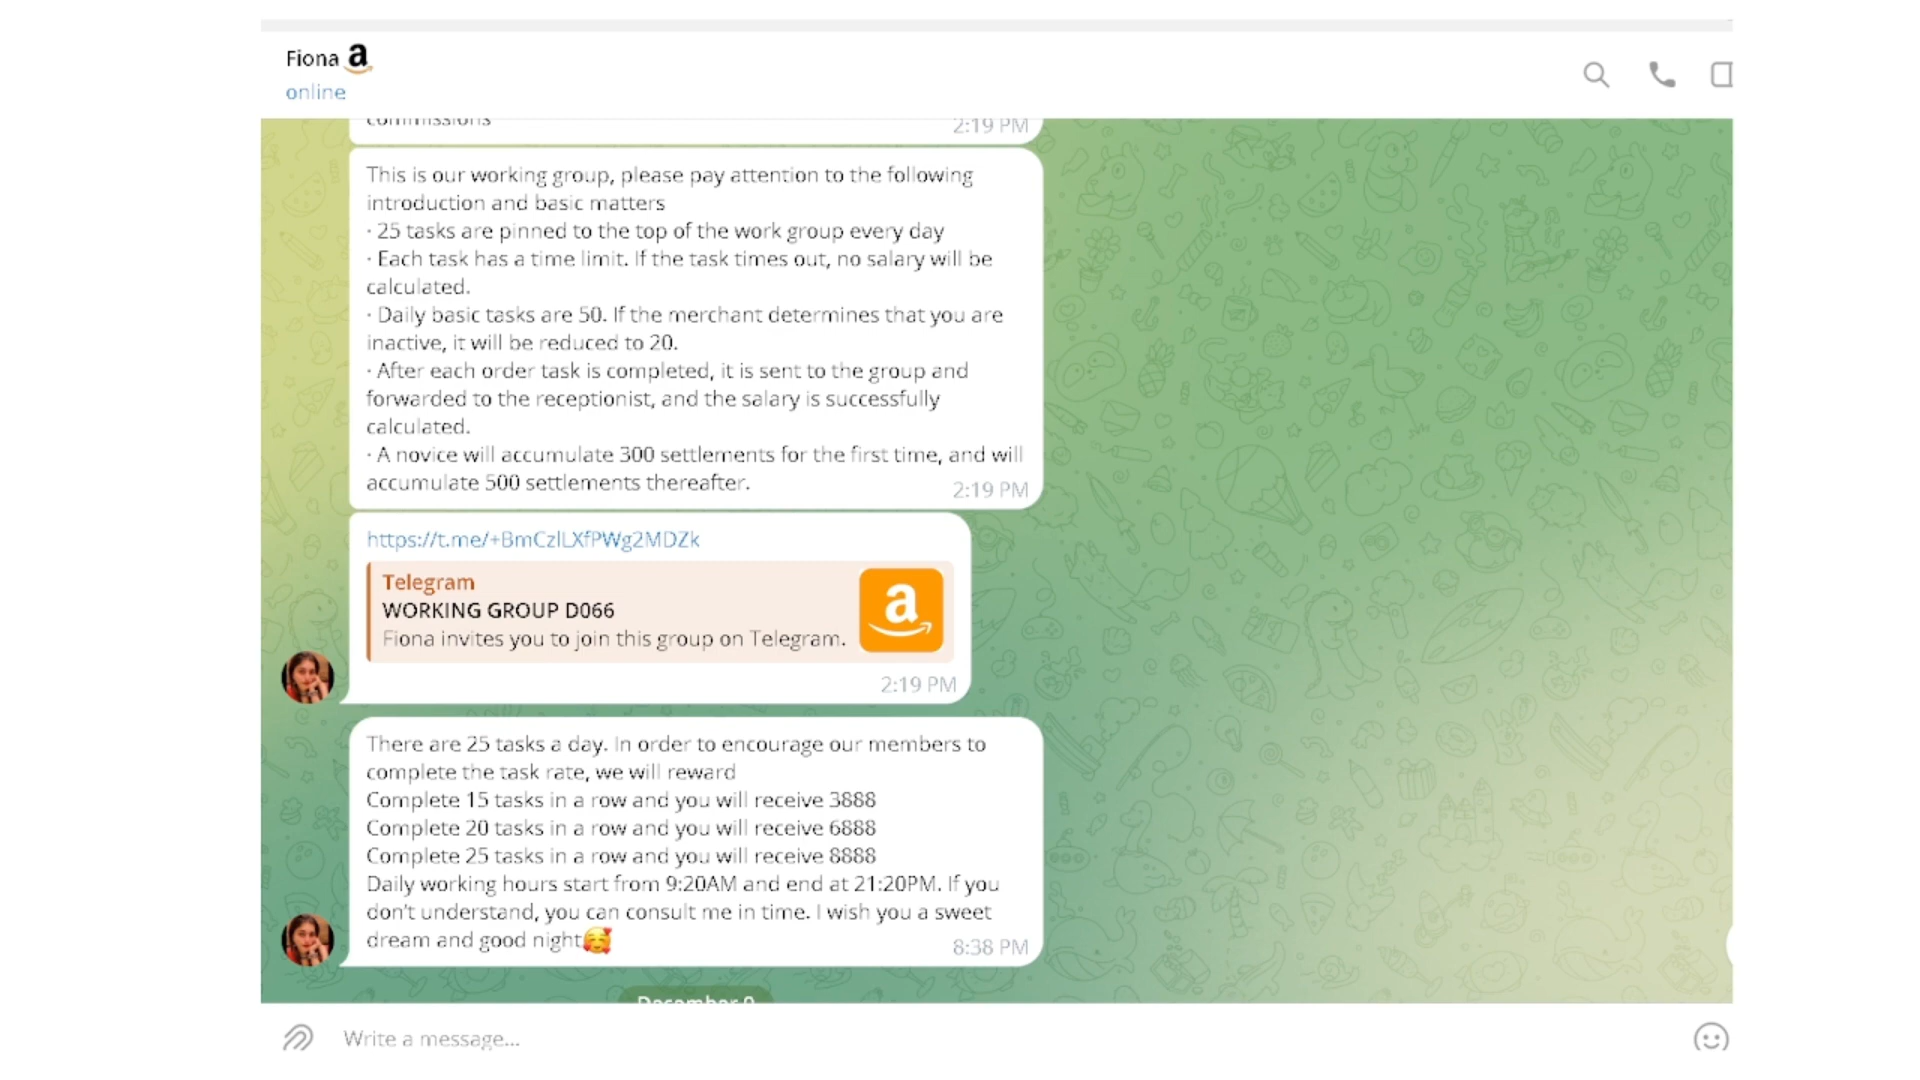 Fiona
online
commissions
2:19 PM
This is our working group, please pay attention to the following
introduction and basic matters
· 25 tasks are pinned to the top of the work group every day
· Each task has a time limit. If the task times out, no salary will be
calculated.
· Daily basic tasks are 50. If the merchant determines that you are
inactive, it will be reduced to 20.
· After each order task is completed, it is sent to the group and
forwarded to the receptionist, and the salary is successfully
calculated.
· A novice will accumulate 300 settlements for the first time, and will
accumulate 500 settlements thereafter.
2:19 PM
https://t.me/+BmCzlLXfPWg2MDZk
Telegram
WORKING GROUP D066
Fiona invites you to join this group on Telegram.
2:19 PM
There are 25 tasks a day. In order to encourage our members to
complete the task rate, we will reward
Complete 15 tasks in a row and you will receive 3888
Complete 20 tasks in a row and you will receive 6888
Complete 25 tasks in a row and you will receive 8888
Daily working hours start from 9:20AM and end at 21:20PM. If you
don't understand, you can consult me in time. I wish you a sweet
dream and good night🥰
8:38 PM
December 9
Write a message...